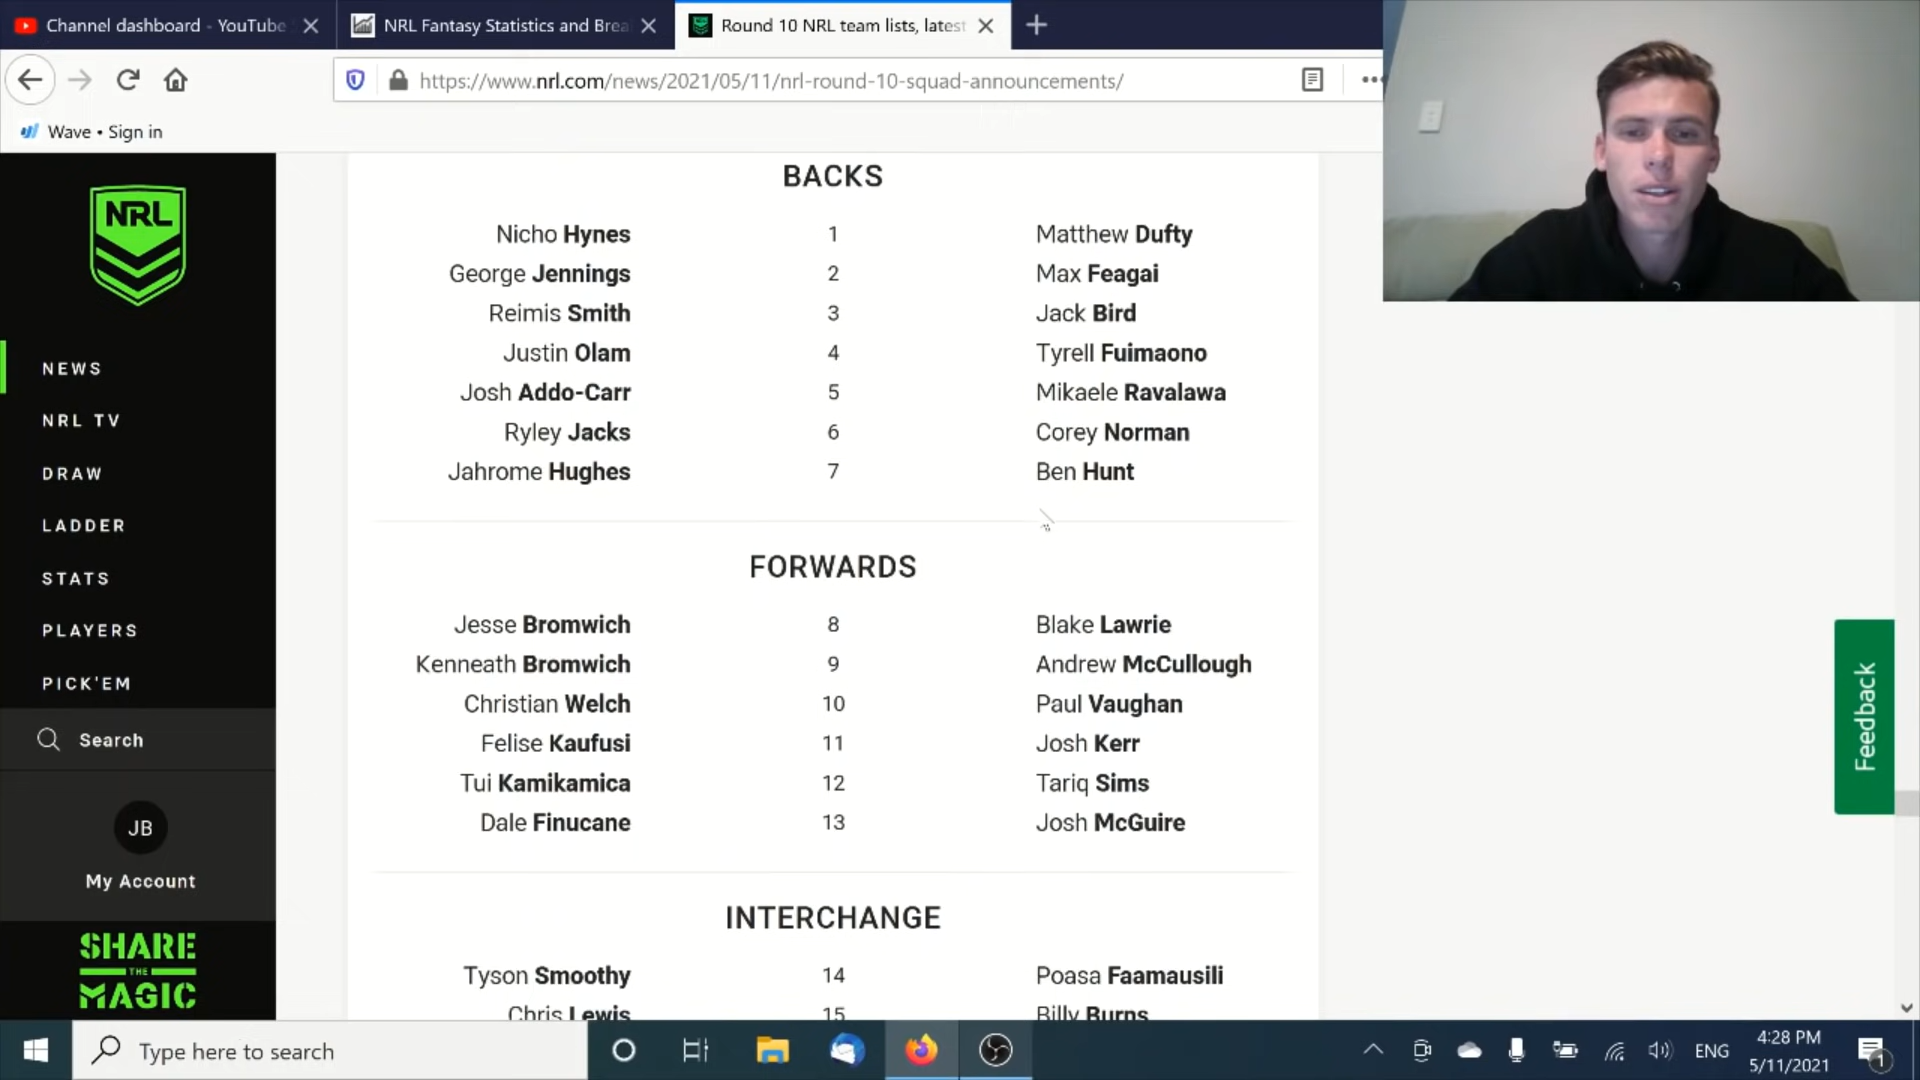 Channel dashboard - YouTube
NRL Fantasy Statistics and Brea
Round 10 NRL team lists, latest
https://www.nrl.com/news/2021/05/11/nrl-round-10-squad-announcements/
Wave • Sign in
NRL
NEWS
NRL TV
DRAW
LADDER
STATS
PLAYERS
PICK'EM
Search
JB
My Account
SHARE
THE
MAGIC
BACKS
Nicho Hynes 1 Matthew Dufty
George Jennings 2 Max Feagai
Reimis Smith 3 Jack Bird
Justin Olam 4 Tyrell Fuimaono
Josh Addo-Carr 5 Mikaele Ravalawa
Ryley Jacks 6 Corey Norman
Jahrome Hughes 7 Ben Hunt
FORWARDS
Jesse Bromwich 8 Blake Lawrie
Kenneath Bromwich 9 Andrew McCullough
Christian Welch 10 Paul Vaughan
Felise Kaufusi 11 Josh Kerr
Tui Kamikamica 12 Tariq Sims
Dale Finucane 13 Josh McGuire
INTERCHANGE
Tyson Smoothy 14 Poasa Faamausili
Chris Lewis 15 Billy Burns
Feedback
Type here to search
ENG
4:28 PM
5/11/2021
1